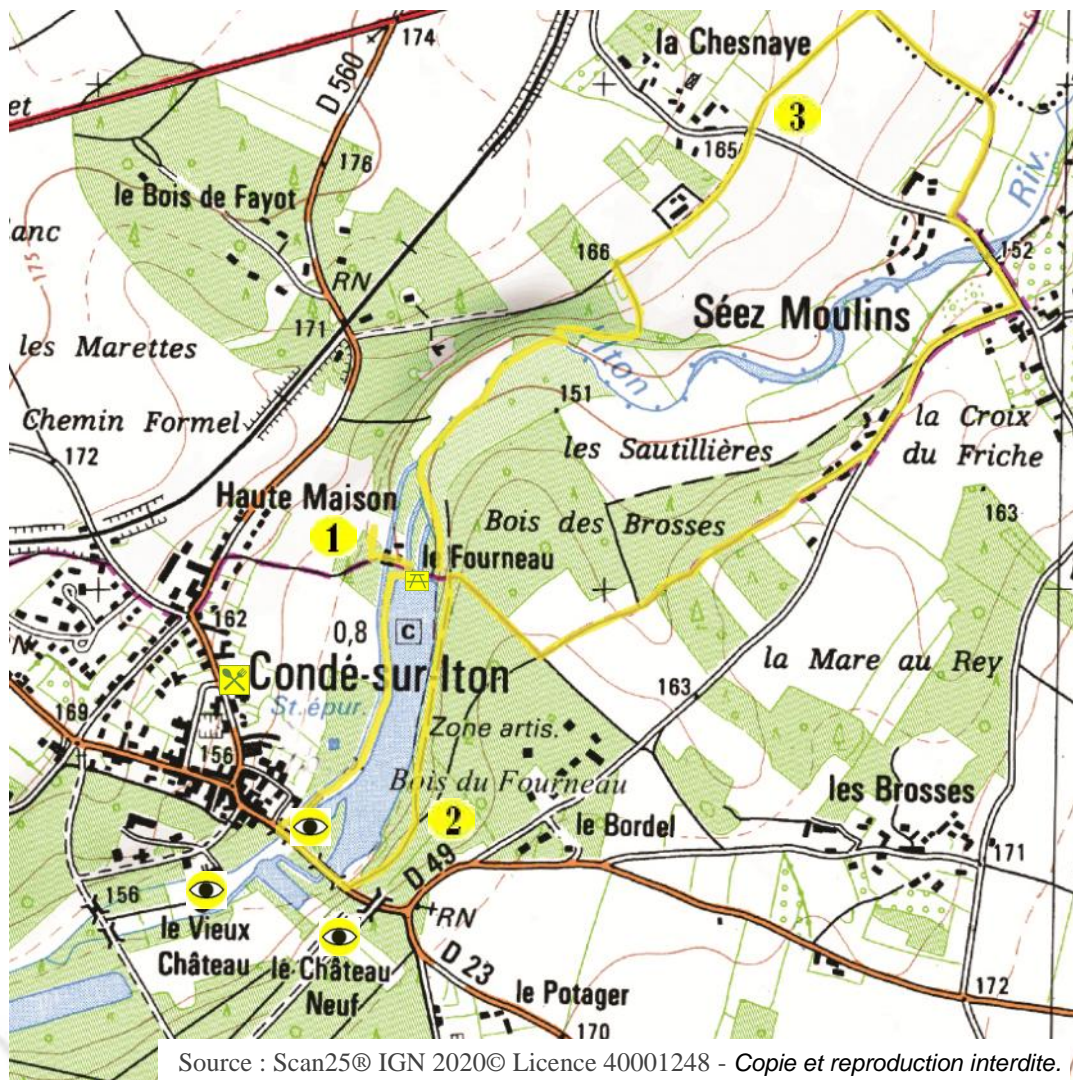 174
la Chesnaye
D 560
et
3
165
176
le Bois de Fayot
Riv.
anc
175
RN
166
152
171
Séez Moulins
les Marettes
Iton
151
la Croix
du Friche
Chemin Formel
les Sautillières
172
Haute Maison
163
1
Bois des Brosses
le Fourneau
162
0,8
C
la Mare au Rey
Condé-sur-Iton
163
St. épur.
169
Zone artis.
156
Bois du Fourneau
les Brosses
2
le Bordel
D 49
171
156
RN
le Vieux
Château
le Château
Neuf
D 23
le Potager
172
170
Source : Scan25® IGN 2020© Licence 40001248 - Copie et reproduction interdite.